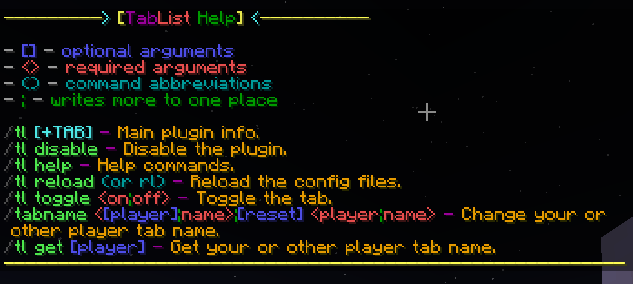 ────────────> [TabList Help] <─────────────
- [] - optional arguments
- <> - required arguments
- () - command abbreviations
- ¦ - writes more to one place
/tl [+TAB] - Main plugin info.
/tl disable - Disable the plugin.
/tl help - Help commands.
/tl reload (or rl) - Reload the config files.
/tl toggle <on¦off> - Toggle the tab.
/tabname <[player]¦name>¦[reset] <player¦name> - Change your or
other player tab name.
/tl get [player] - Get your or other player tab name.